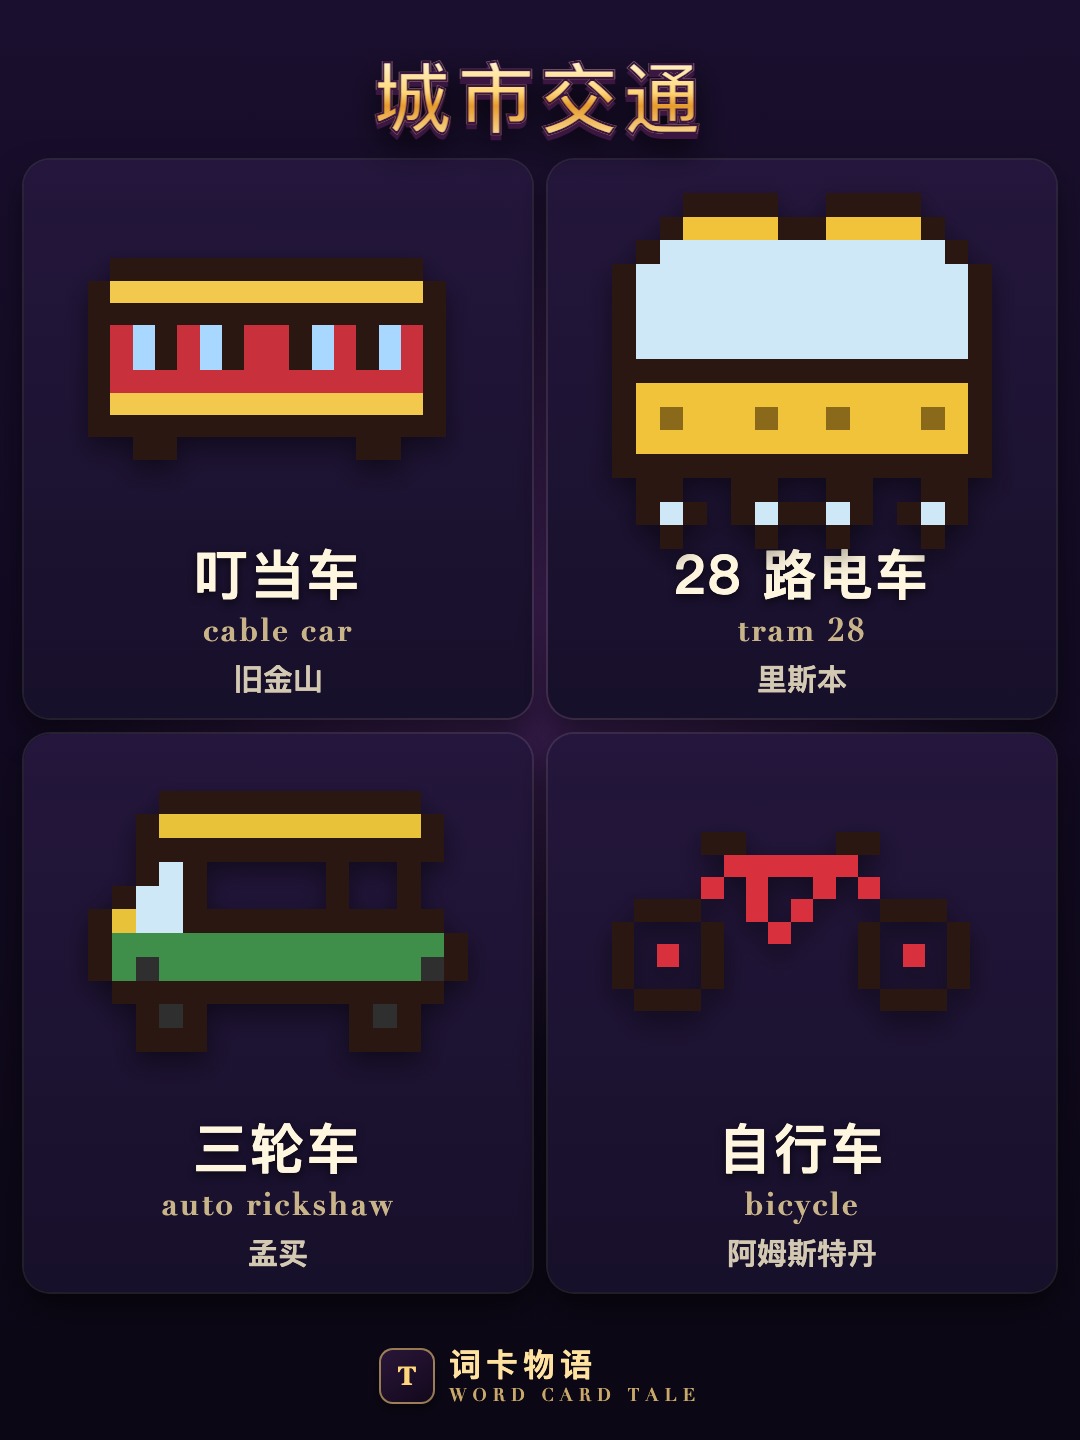 城市交通
叮当车
cable car
旧金山
28 路电车
tram 28
里斯本
三轮车
auto rickshaw
孟买
自行车
bicycle
阿姆斯特丹
T
词卡物语
WORD CARD TALE